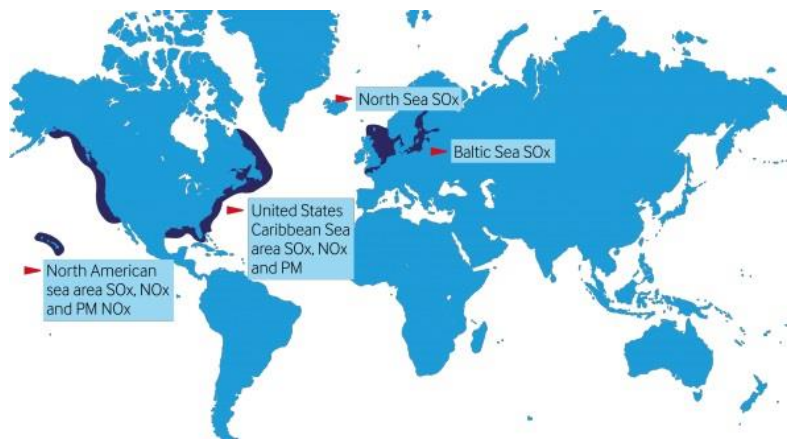 North Sea SOx
Baltic Sea SOx
United States
Caribbean Sea
area SOx, NOx
and PM
North American
sea area SOx, NOx
and PM NOx